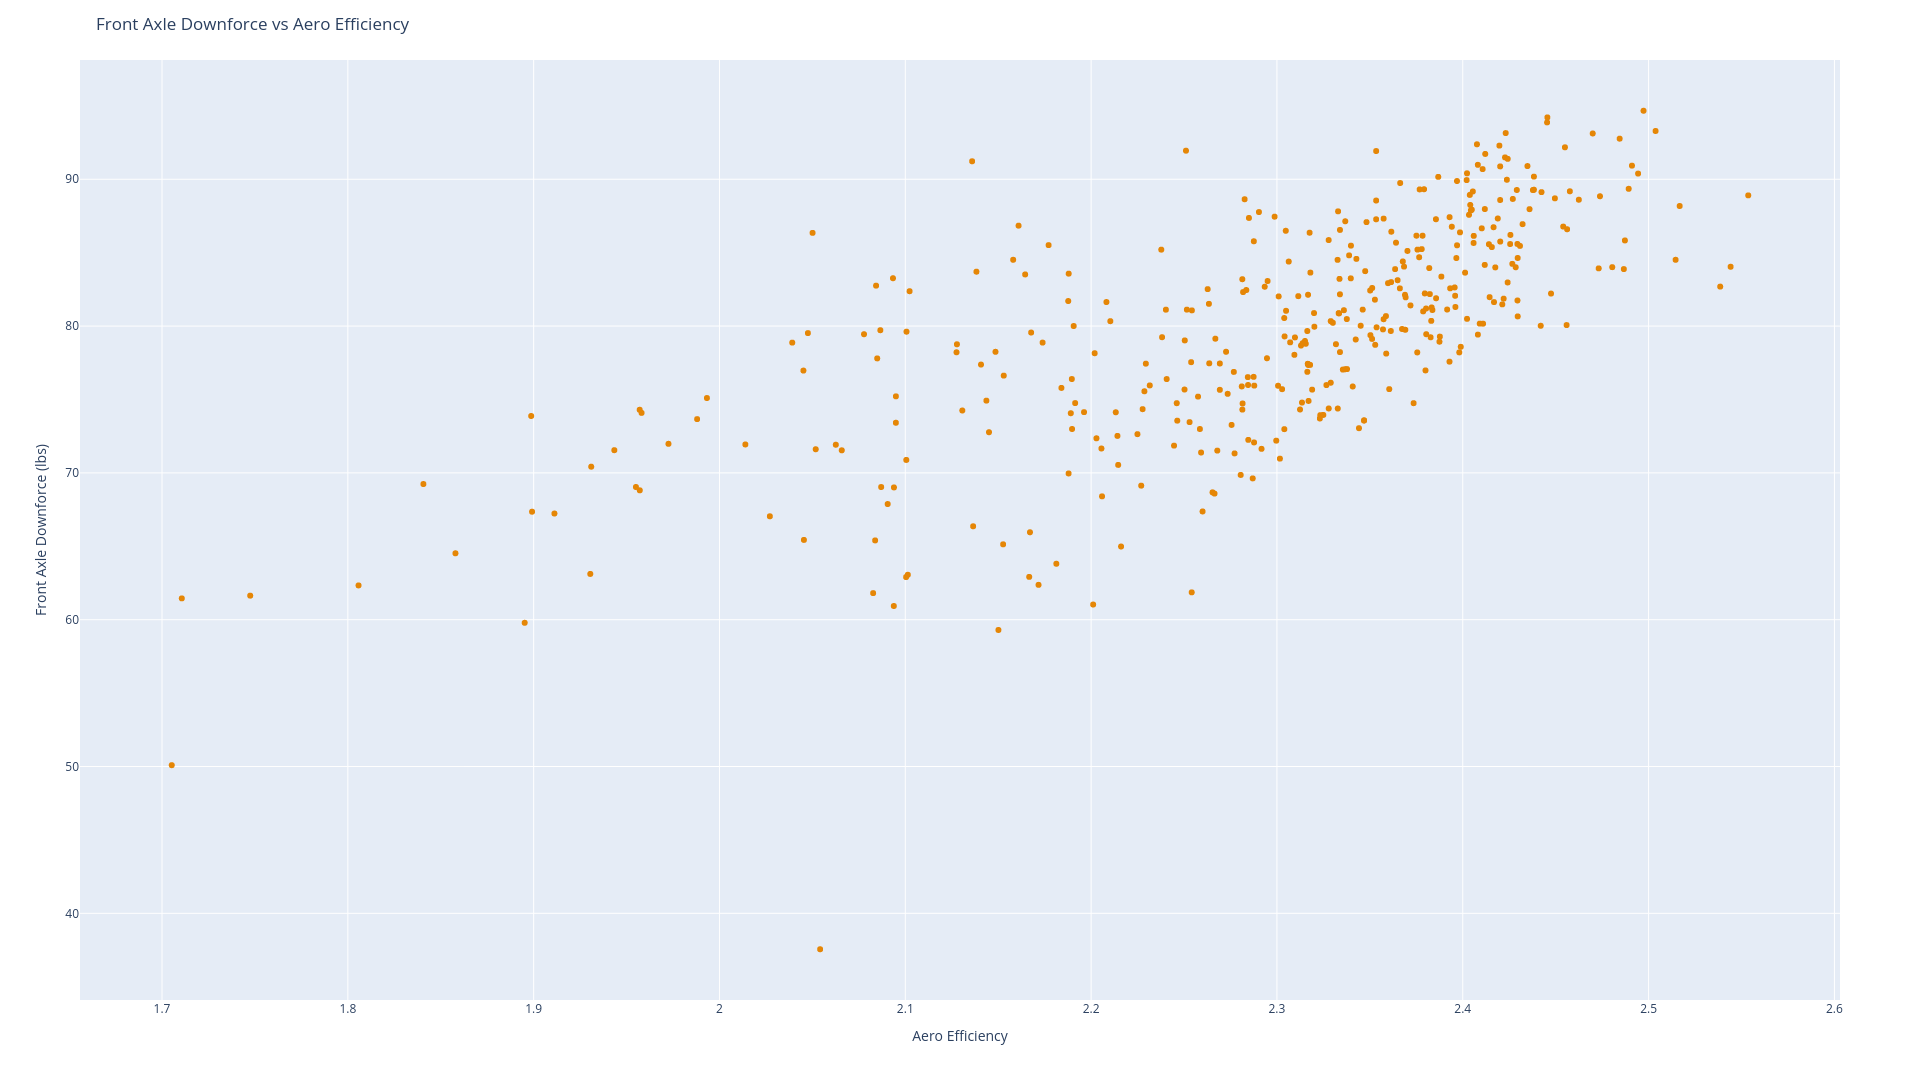 Front Axle Downforce vs Aero Efficiency
Front Axle Downforce (lbs)
90
80
70
60
50
40
1.7 1.8 1.9 2 2.1 2.2 2.3 2.4 2.5 2.6
Aero Efficiency